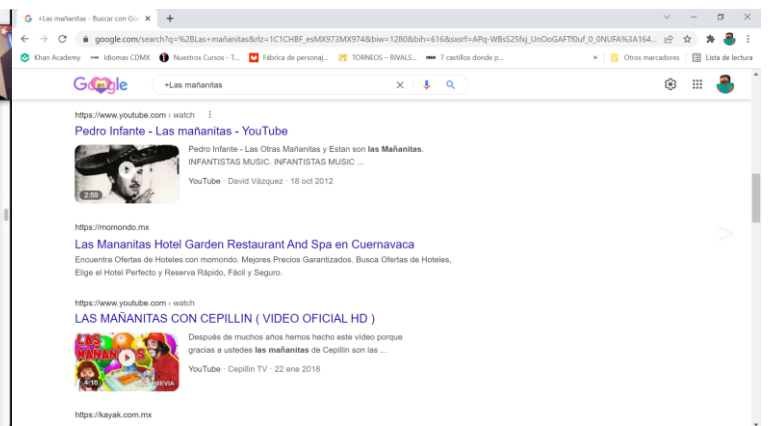 +Las mañanitas - Buscar con Goo
google.com/search?q=%2BLas+mañanitas&rlz=1C1CHBF_esMX973MX974&biw=1280&bih=616&sxsrf=APq-WBsS25fxj_UnOoGAFTf0uf_0_0NUFA%3A164...
Khan Academy Idiomas CDMX Nuestros Cursos - T... Fábrica de personaj... TORNEOS – RIVALS... 7 castillos donde p... » Otros marcadores Lista de lectura
Google +Las mañanitas
https://www.youtube.com › watch
Pedro Infante - Las mañanitas - YouTube
Pedro Infante - Las Otras Mañanitas y Estan son las Mañanitas.
INFANTISTAS MUSIC. INFANTISTAS MUSIC ...
YouTube · David Vázquez · 18 oct 2012
2:59
https://momondo.mx
Las Mananitas Hotel Garden Restaurant And Spa en Cuernavaca
Encuentra Ofertas de Hoteles con momondo. Mejores Precios Garantizados. Busca Ofertas de Hoteles,
Elige el Hotel Perfecto y Reserva Rápido, Fácil y Seguro.
https://www.youtube.com › watch
LAS MAÑANITAS CON CEPILLIN ( VIDEO OFICIAL HD )
Después de muchos años hemos hecho este video porque
gracias a ustedes las mañanitas de Cepillin son las ...
YouTube · Cepillin TV · 22 ene 2018
LAS
MAÑANITAS
4:16 VISTA PREVIA
https://kayak.com.mx